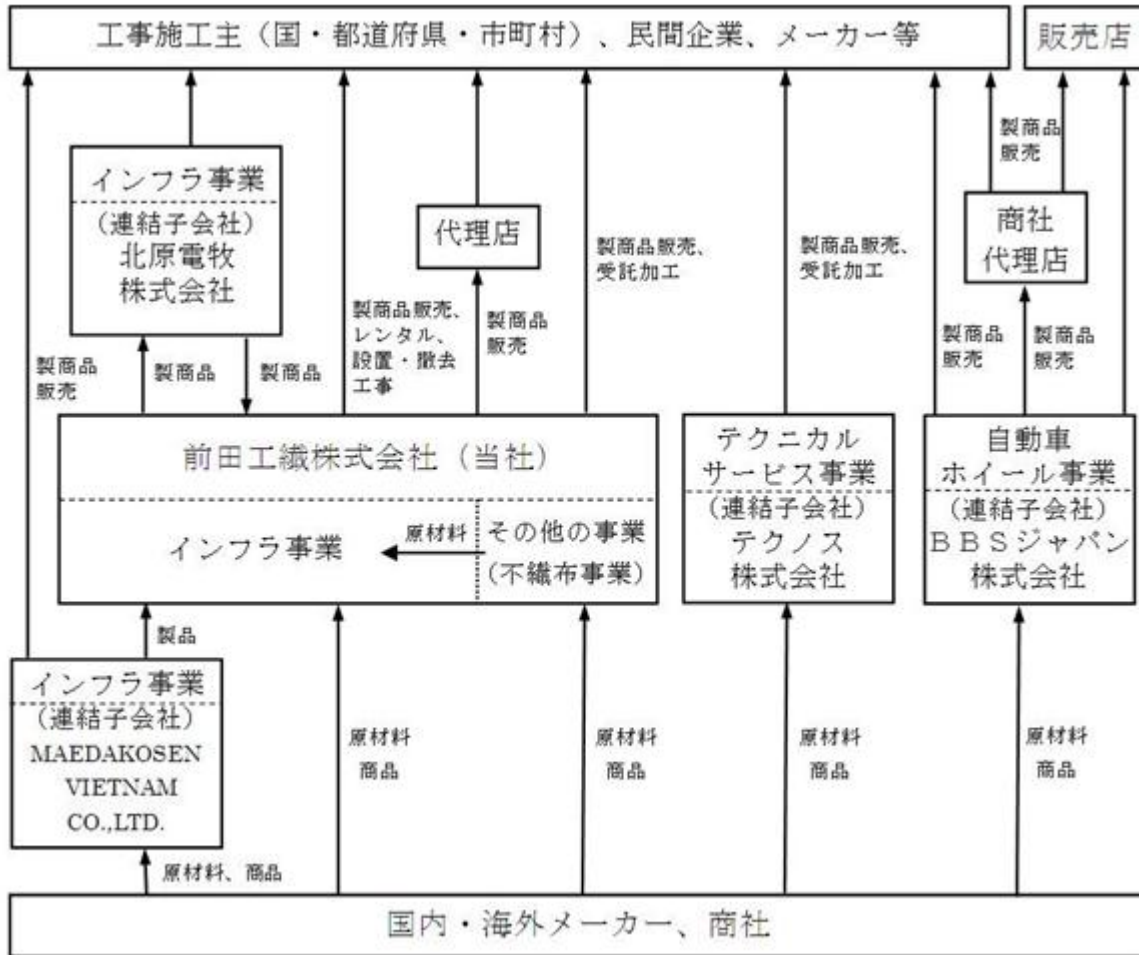 工事施工主（国・都道府県・市町村）、民間企業、メーカー等
販売店
インフラ事業
（連結子会社）
北原電牧
株式会社
代理店
製商品
販売
商社
代理店
製商品販売、
受託加工
製商品販売、
受託加工
製商品
販売
製商品
製商品
製商品販売、
レンタル、
設置・撤去
工事
製商品
販売
製商品
販売
製商品
販売
前田工繊株式会社（当社）
インフラ事業
原材料
その他の事業
（不織布事業）
テクニカル
サービス事業
（連結子会社）
テクノス
株式会社
自動車
ホイール事業
（連結子会社）
ＢＢＳジャパン
株式会社
製品
インフラ事業
（連結子会社）
MAEDAKOSEN
VIETNAM
CO.,LTD.
原材料
商品
原材料
商品
原材料
商品
原材料
商品
原材料、商品
国内・海外メーカー、商社